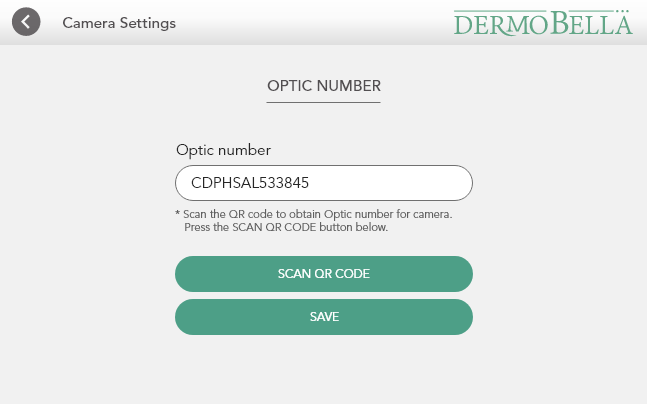 Camera Settings
DERMOBELLA
OPTIC NUMBER
Optic number
CDPHSAL533845
* Scan the QR code to obtain Optic number for camera.
Press the SCAN QR CODE button below.
SCAN QR CODE
SAVE